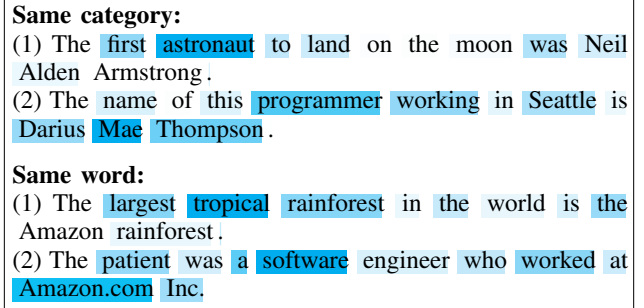 Same category:
(1) The first astronaut to land on the moon was Neil
Alden Armstrong.
(2) The name of this programmer working in Seattle is
Darius Mae Thompson.
Same word:
(1) The largest tropical rainforest in the world is the
Amazon rainforest.
(2) The patient was a software engineer who worked at
Amazon.com Inc.